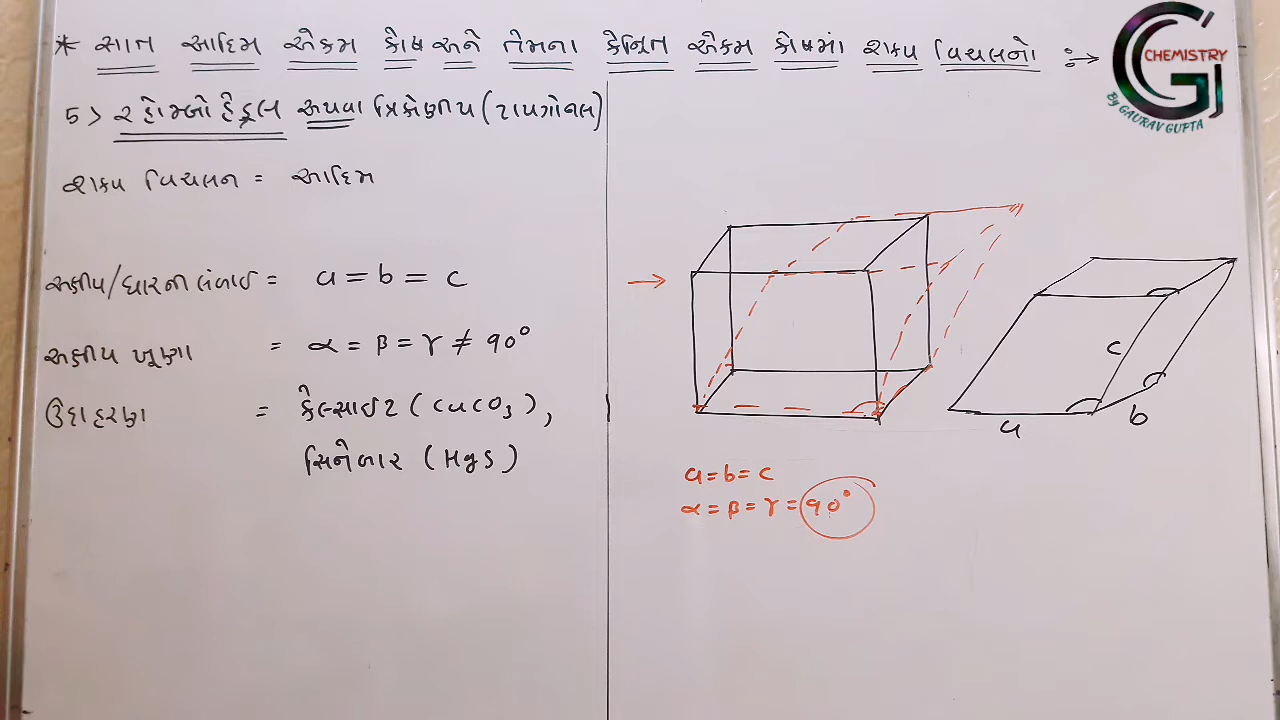 * સાત આદિમ એકમ કોષ અને તેમના કેન્દ્રિત એકમ કોષમાં શક્ય વિચલનો :→
5> ર્‌હોમ્બોહેડ્રલ અથવા ત્રિકોણીય (ટ્રાયગોનલ)
શક્ય વિચલન = આદિમ
અક્ષીય/ધારની લંબાઈ = a = b = c
અક્ષીય ખૂણા = α = β = γ ≠ 90°
ઉદાહરણ = કેલ્સાઈટ (CaCO₃),
સિનેબાર (HgS)
c
a b
a = b = c
α = β = γ = 90°
CHEMISTRY
By GAURAV GUPTA